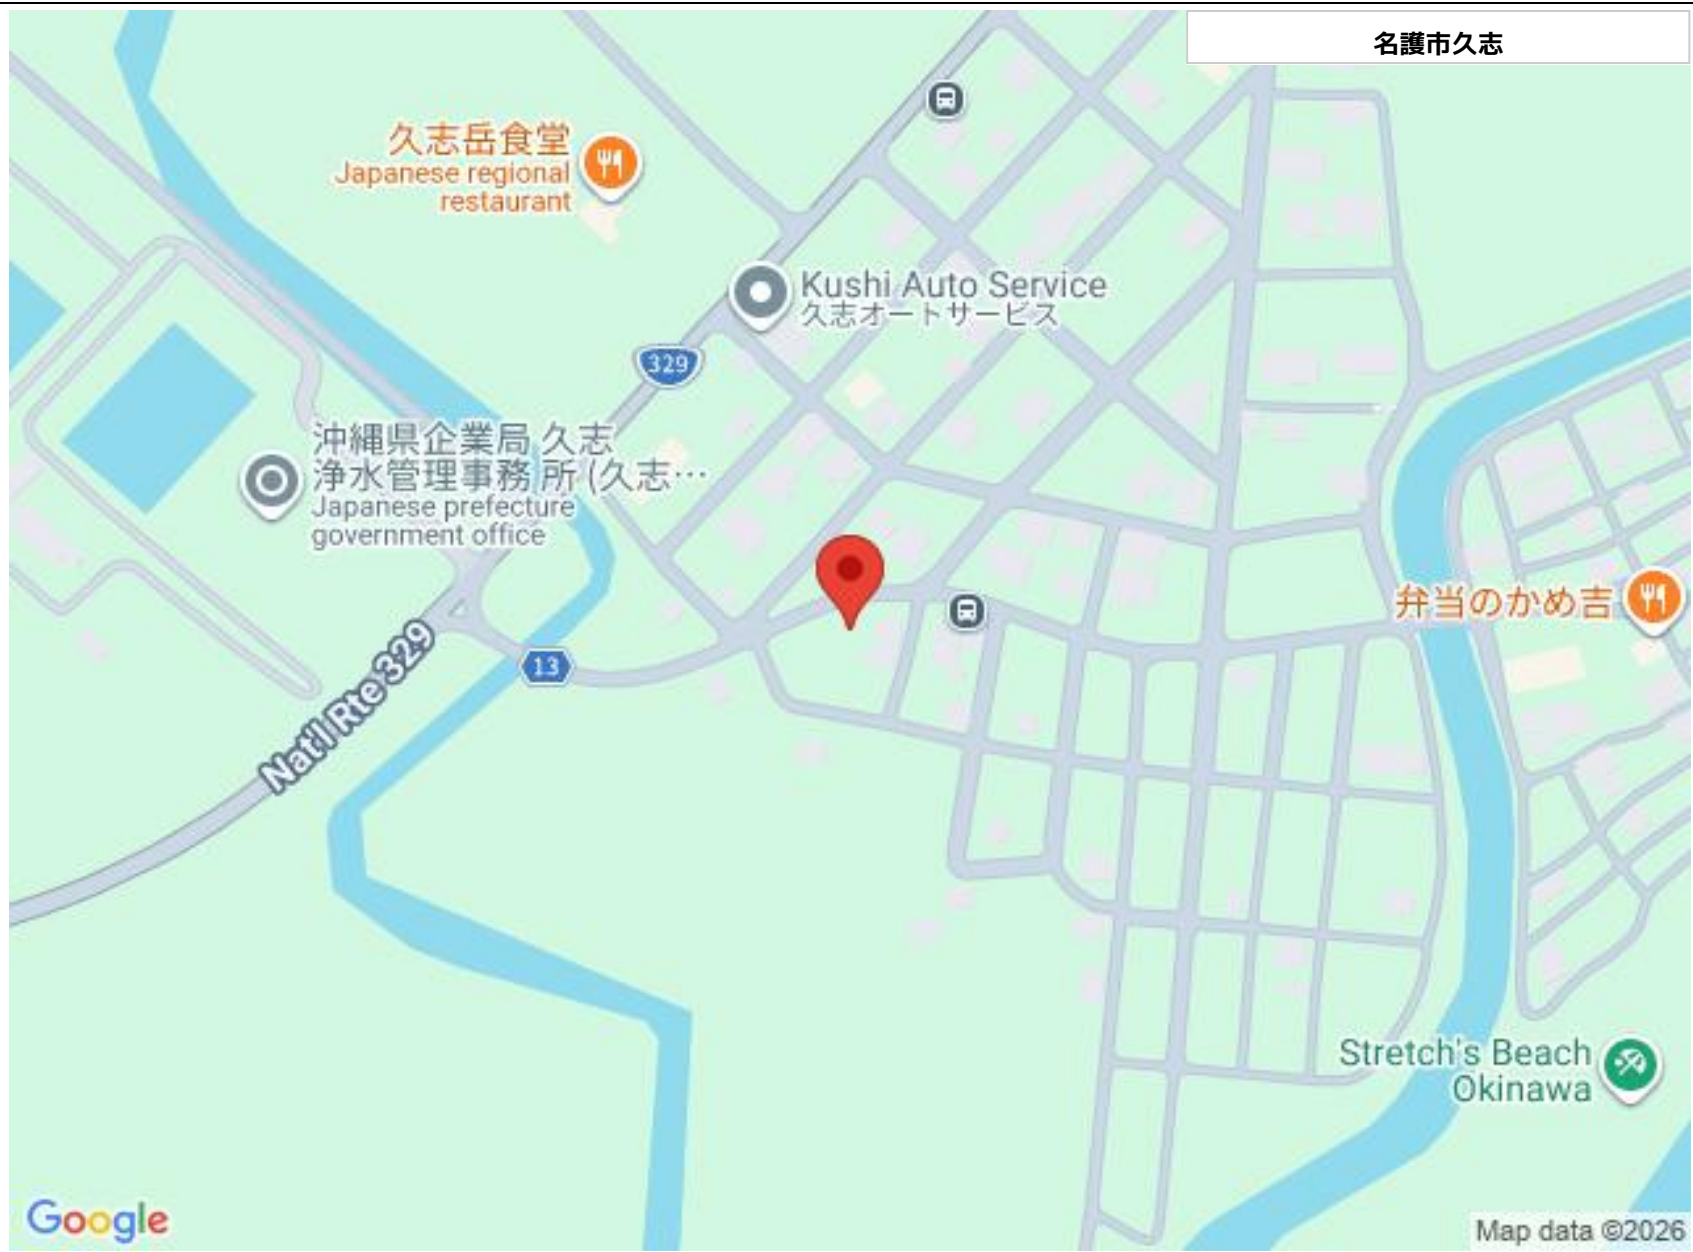 名護市久志
久志岳食堂
Japanese regional
restaurant
Kushi Auto Service
久志オートサービス
329
沖縄県企業局 久志
浄水管理事務 所 (久志…
Japanese prefecture
government office
弁当のかめ吉
13
Nat'l Rte 329
Stretch's Beach
Okinawa
Google
Map data ©2026